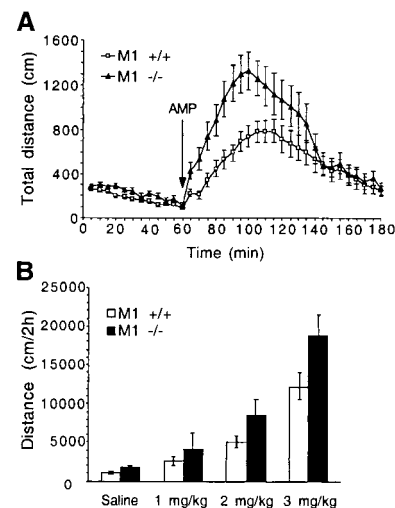 A
1600
M1 +/+
M1 -/-
1200
AMP
800
400
0
Total distance (cm)
0 20 40 60 80 100 120 140 160 180
Time (min)
B
25000
M1 +/+
M1 -/-
20000
15000
10000
5000
0
Distance (cm/2h)
Saline 1 mg/kg 2 mg/kg 3 mg/kg